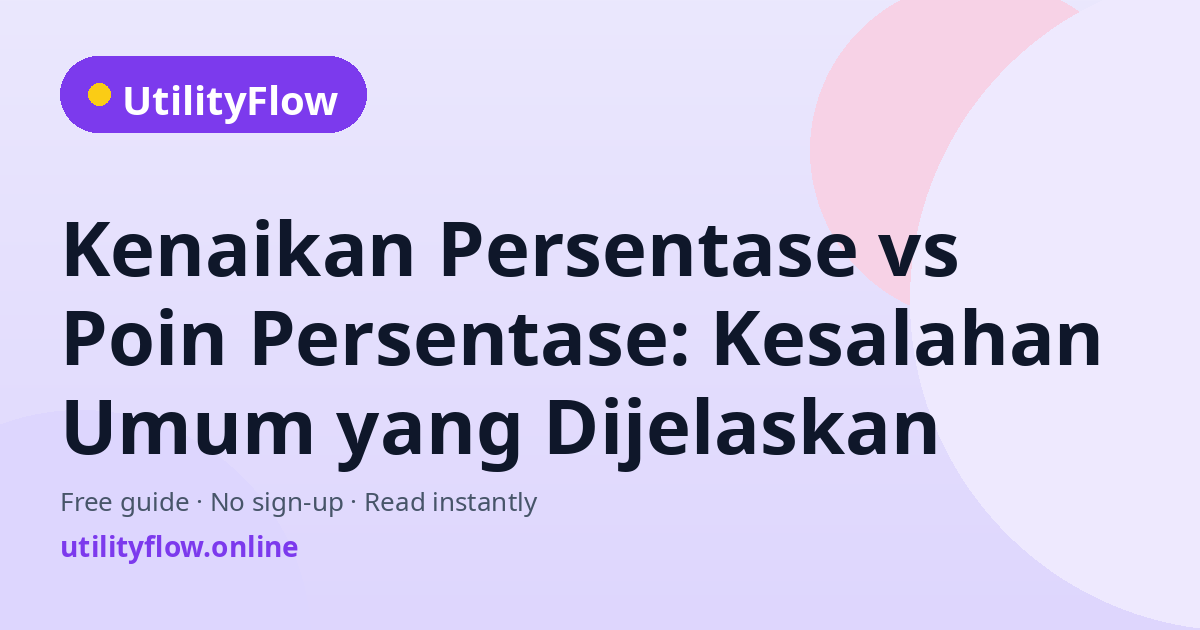 UtilityFlow
Kenaikan Persentase vs
Poin Persentase: Kesalahan
Umum yang Dijelaskan
Free guide · No sign-up · Read instantly
utilityflow.online